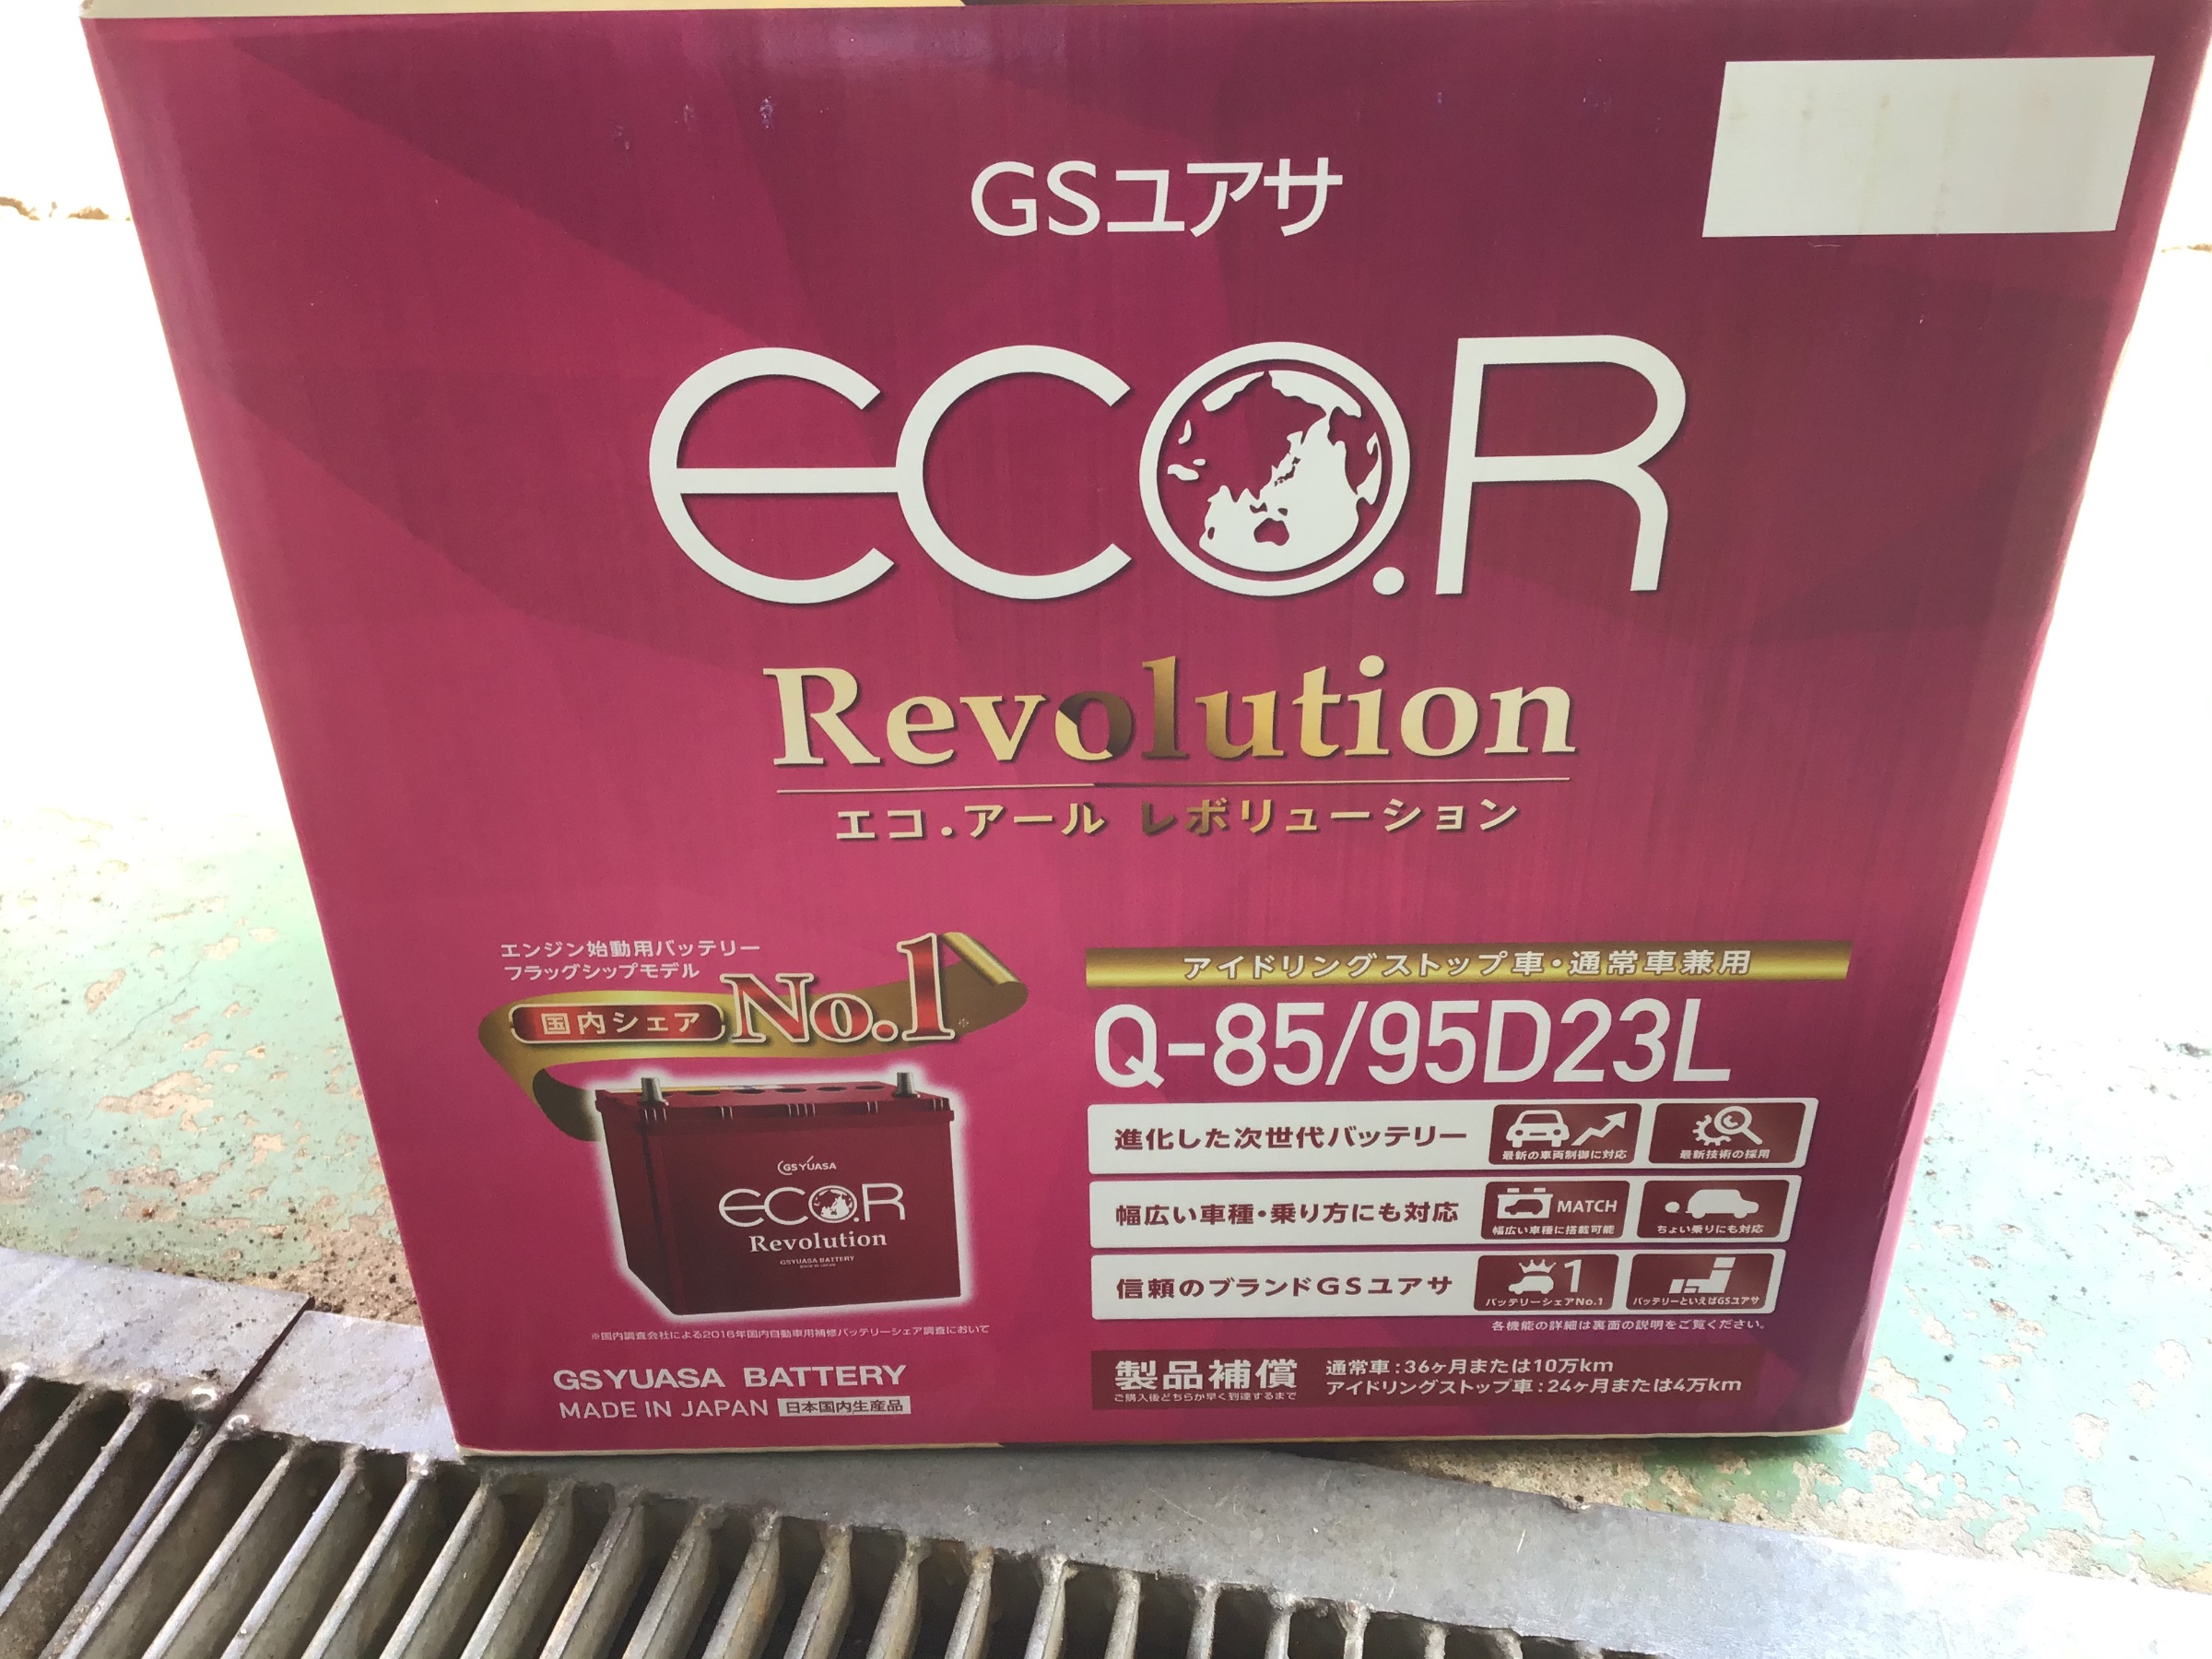 GSユアサ
eco.R
Revolution
エコ.アール レボリューション
エンジン始動用バッテリー
フラッグシップモデル
国内シェア No.1※
GS YUASA
eco.R
Revolution
GSYUASA BATTERY
MADE IN JAPAN
※国内調査会社による2016年国内自動車用補修バッテリーシェア調査において
GSYUASA BATTERY
MADE IN JAPAN 日本国内生産品
アイドリングストップ車・通常車兼用
Q-85/95D23L
進化した次世代バッテリー
最新の車両制御に対応
最新技術の採用
幅広い車種・乗り方にも対応
MATCH
幅広い車種に搭載可能
ちょい乗りにも対応
信頼のブランドGSユアサ
1
バッテリーシェアNo.1
バッテリーといえばGSユアサ
各機能の詳細は裏面の説明をご覧ください。
製品補償
ご購入後どちらか早く到達するまで
通常車:36ヶ月または10万km
アイドリングストップ車:24ヶ月または4万km